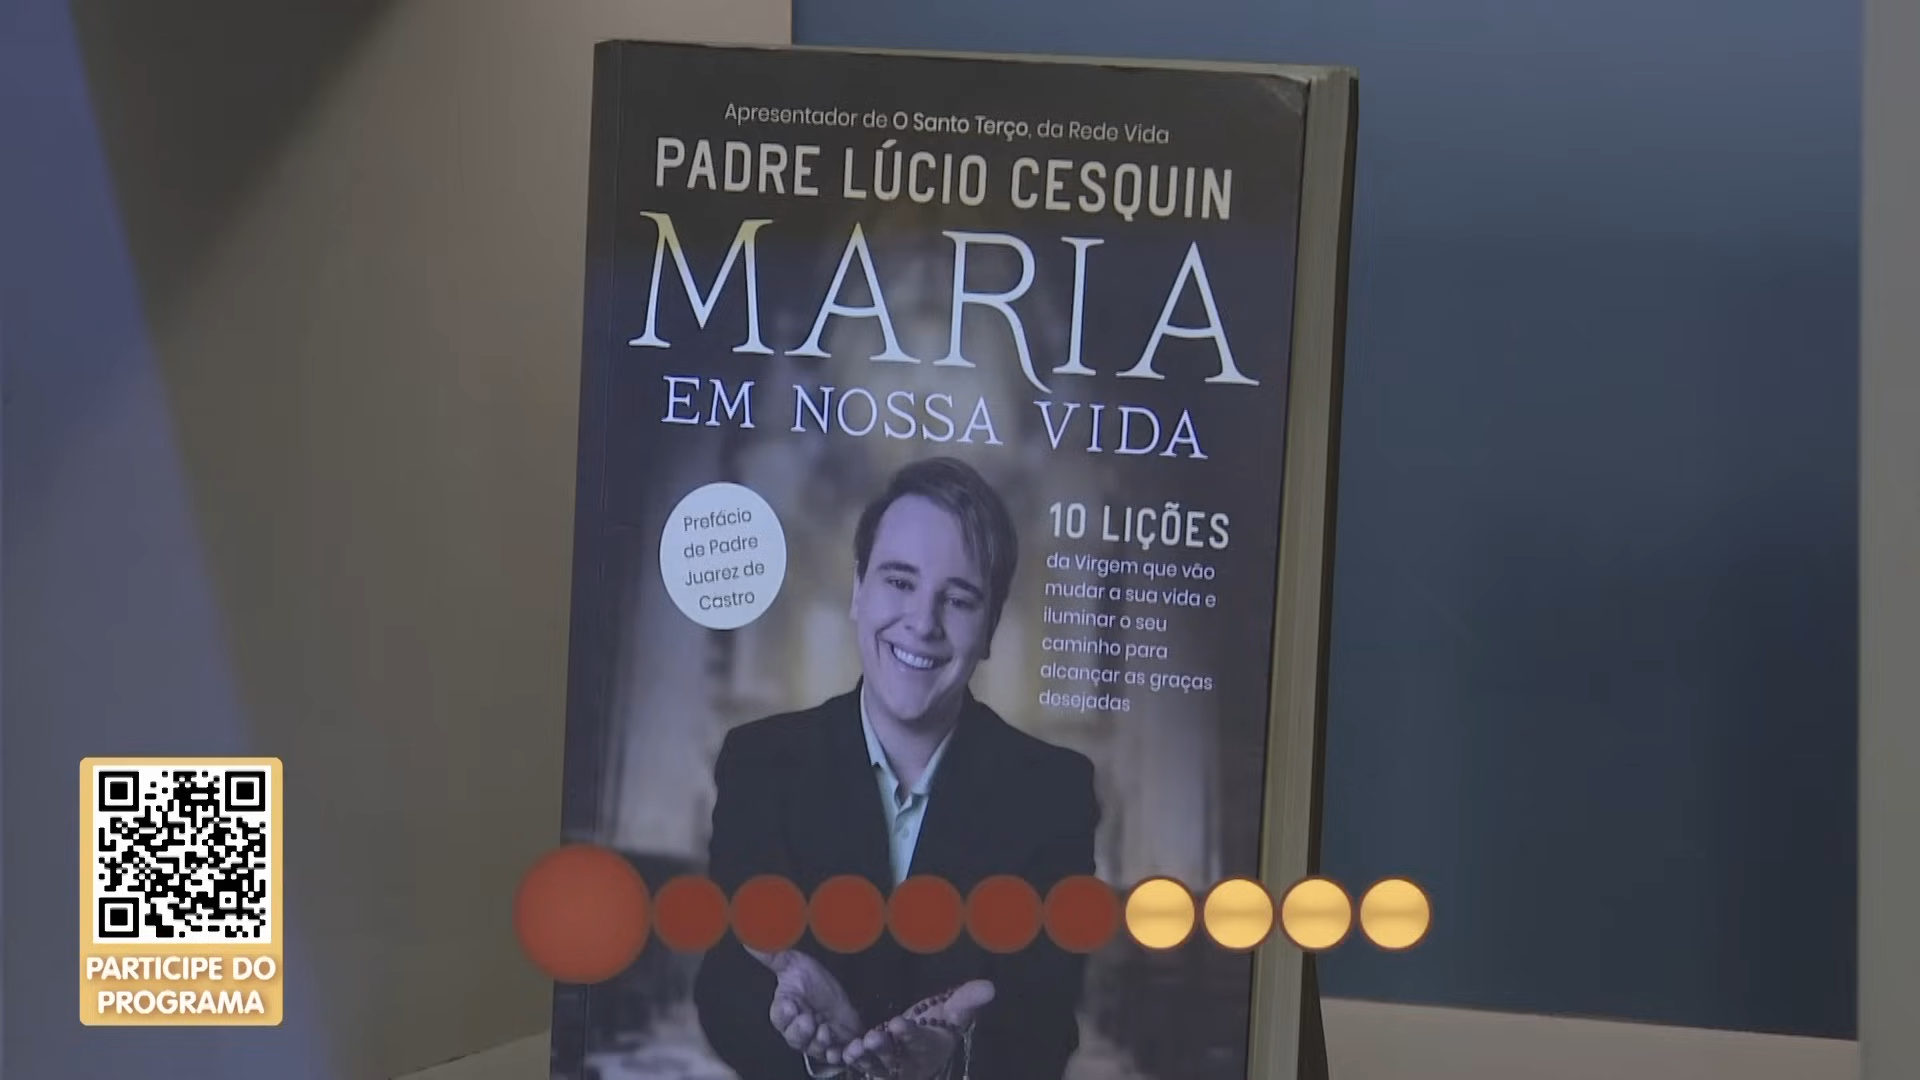 Apresentador de O Santo Terço, da Rede Vida
PADRE LÚCIO CESQUIN
MARIA
EM NOSSA VIDA
Prefácio
de Padre
Juarez de
Castro
10 LIÇÕES
da Virgem que vão
mudar a sua vida e
iluminar o seu
caminho para
alcançar as graças
desejadas
PARTICIPE DO
PROGRAMA